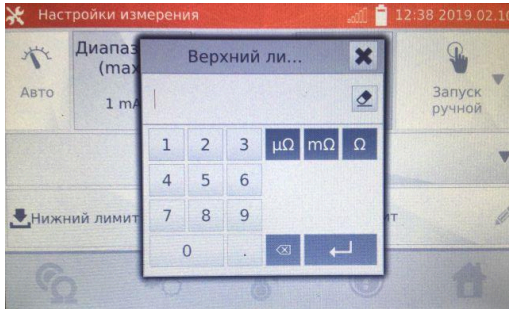 Настройки измерения
12:38 2019.02.10
Диапаз
(max
1 mA
Авто
Верхний ли...
Запуск
ручной
1 2 3 µΩ mΩ Ω
4 5 6
7 8 9
0 .
Нижний лимит
ит